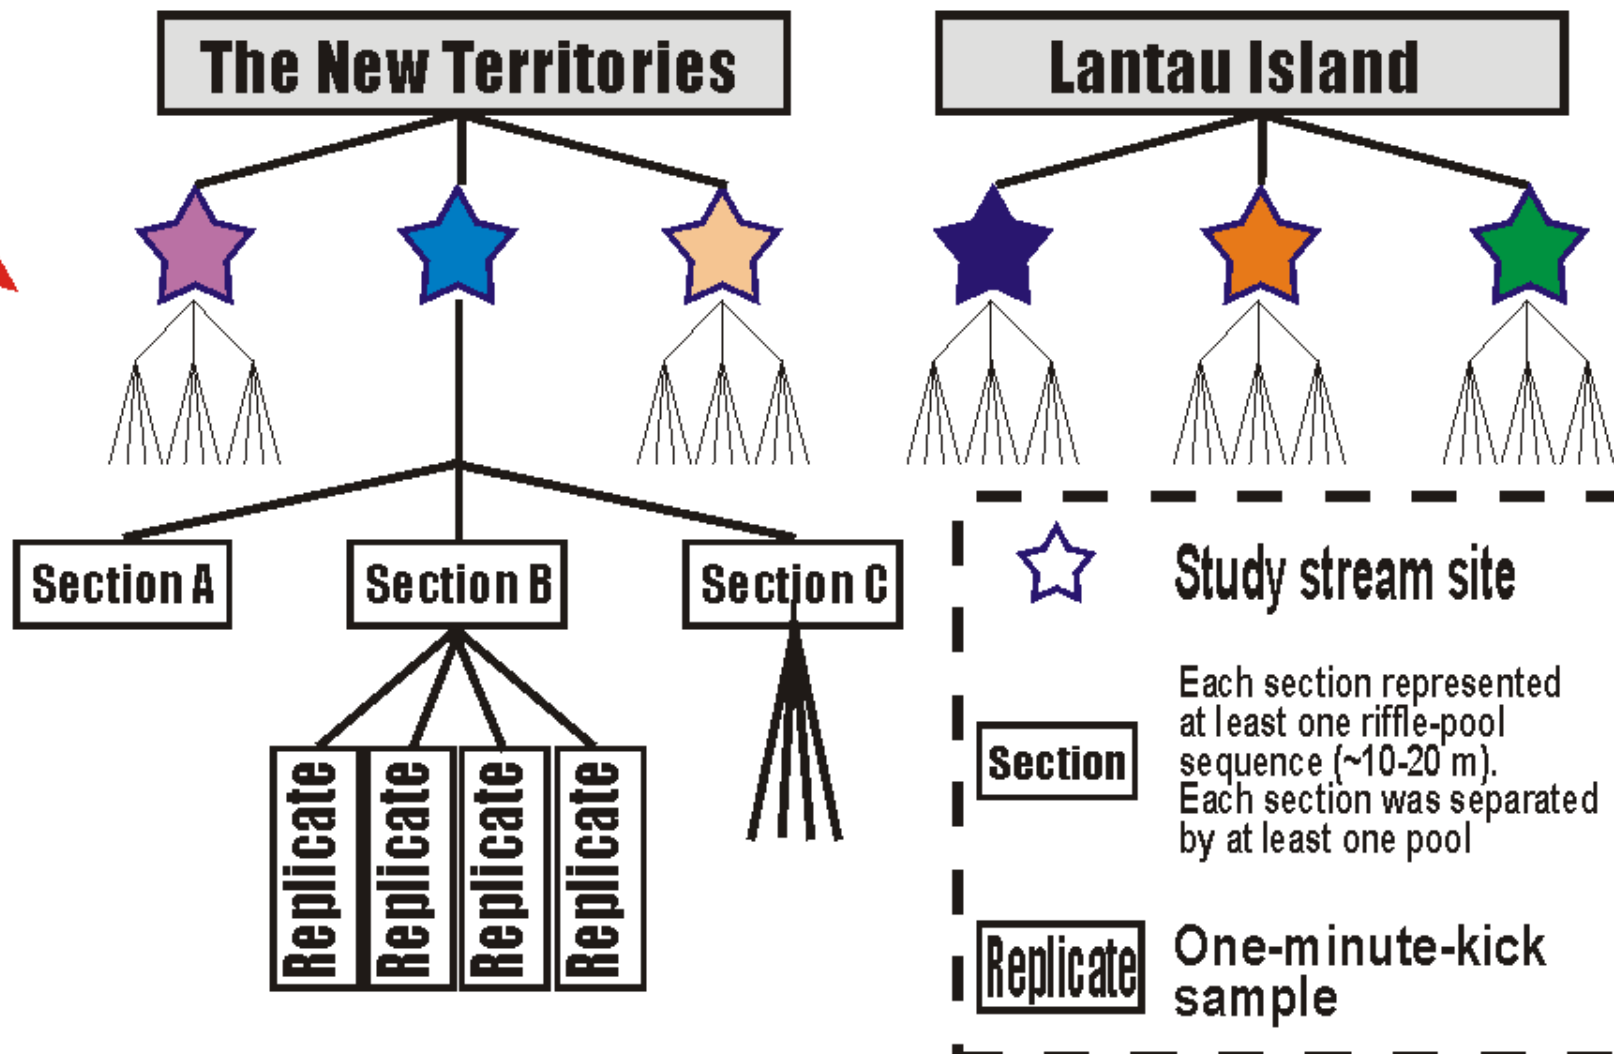 The New Territories
Lantau Island
Section A
Section B
Section C
Replicate
Replicate
Replicate
Replicate
Study stream site
Section
Each section represented
at least one riffle-pool
sequence (~10-20 m).
Each section was separated
by at least one pool
Replicate
One-minute-kick
sample